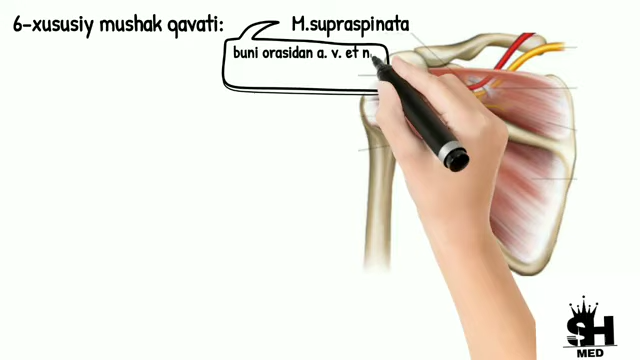 6-xususiy mushak qavati: M.supraspinata
buni orasidan a. v. et n.
SH
MED